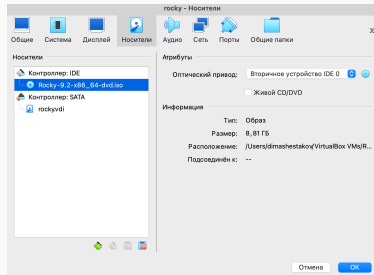 rocky - Носители
Общие Система Дисплей Носители Аудио Сеть Порты Общие папки
Носители
Контроллер: IDE
Rocky-9.2-x86_64-dvd.iso
Контроллер: SATA
rocky.vdi
Атрибуты
Оптический привод: Вторичное устройство IDE 0
Живой CD/DVD
Информация
Тип: Образ
Размер: 8,81 ГБ
Расположение: /Users/dimashestakov/VirtualBox VMs/R...
Подсоединён к: --
Отмена OK